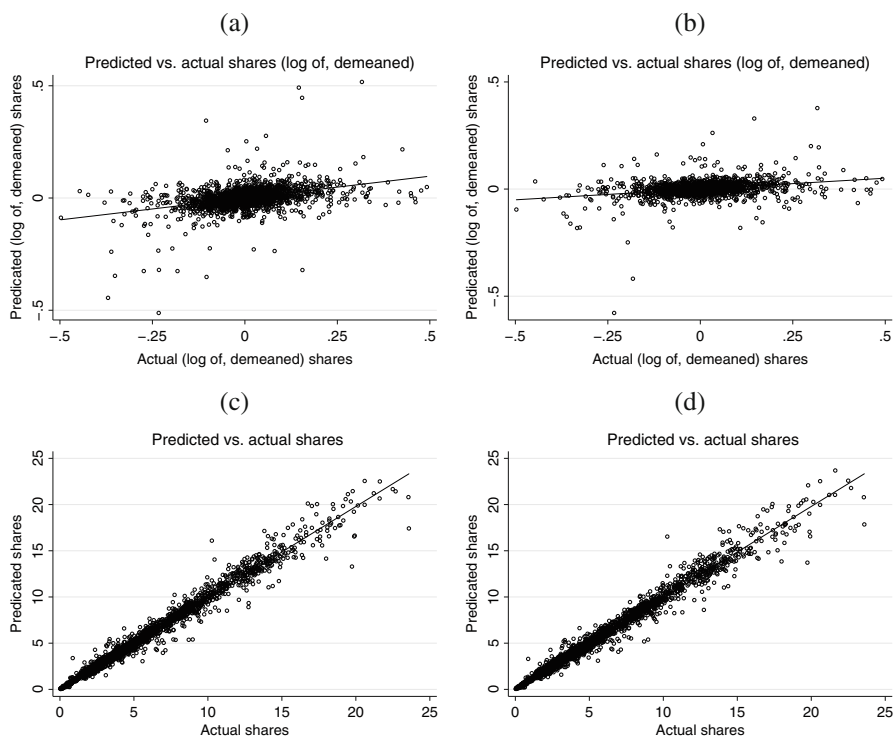 (a)
Predicted vs. actual shares (log of, demeaned)
Predicated (log of, demeaned) shares
.5
0
–.5
–.5
–.25
0
.25
.5
Actual (log of, demeaned) shares
(b)
Predicted vs. actual shares (log of, demeaned)
Predicated (log of, demeaned) shares
.5
0
–.5
–.5
–.25
0
.25
.5
Actual (log of, demeaned) shares
(c)
Predicted vs. actual shares
Predicated shares
25
20
15
10
5
0
0
5
10
15
20
25
Actual shares
(d)
Predicted vs. actual shares
Predicated shares
25
20
15
10
5
0
0
5
10
15
20
25
Actual shares